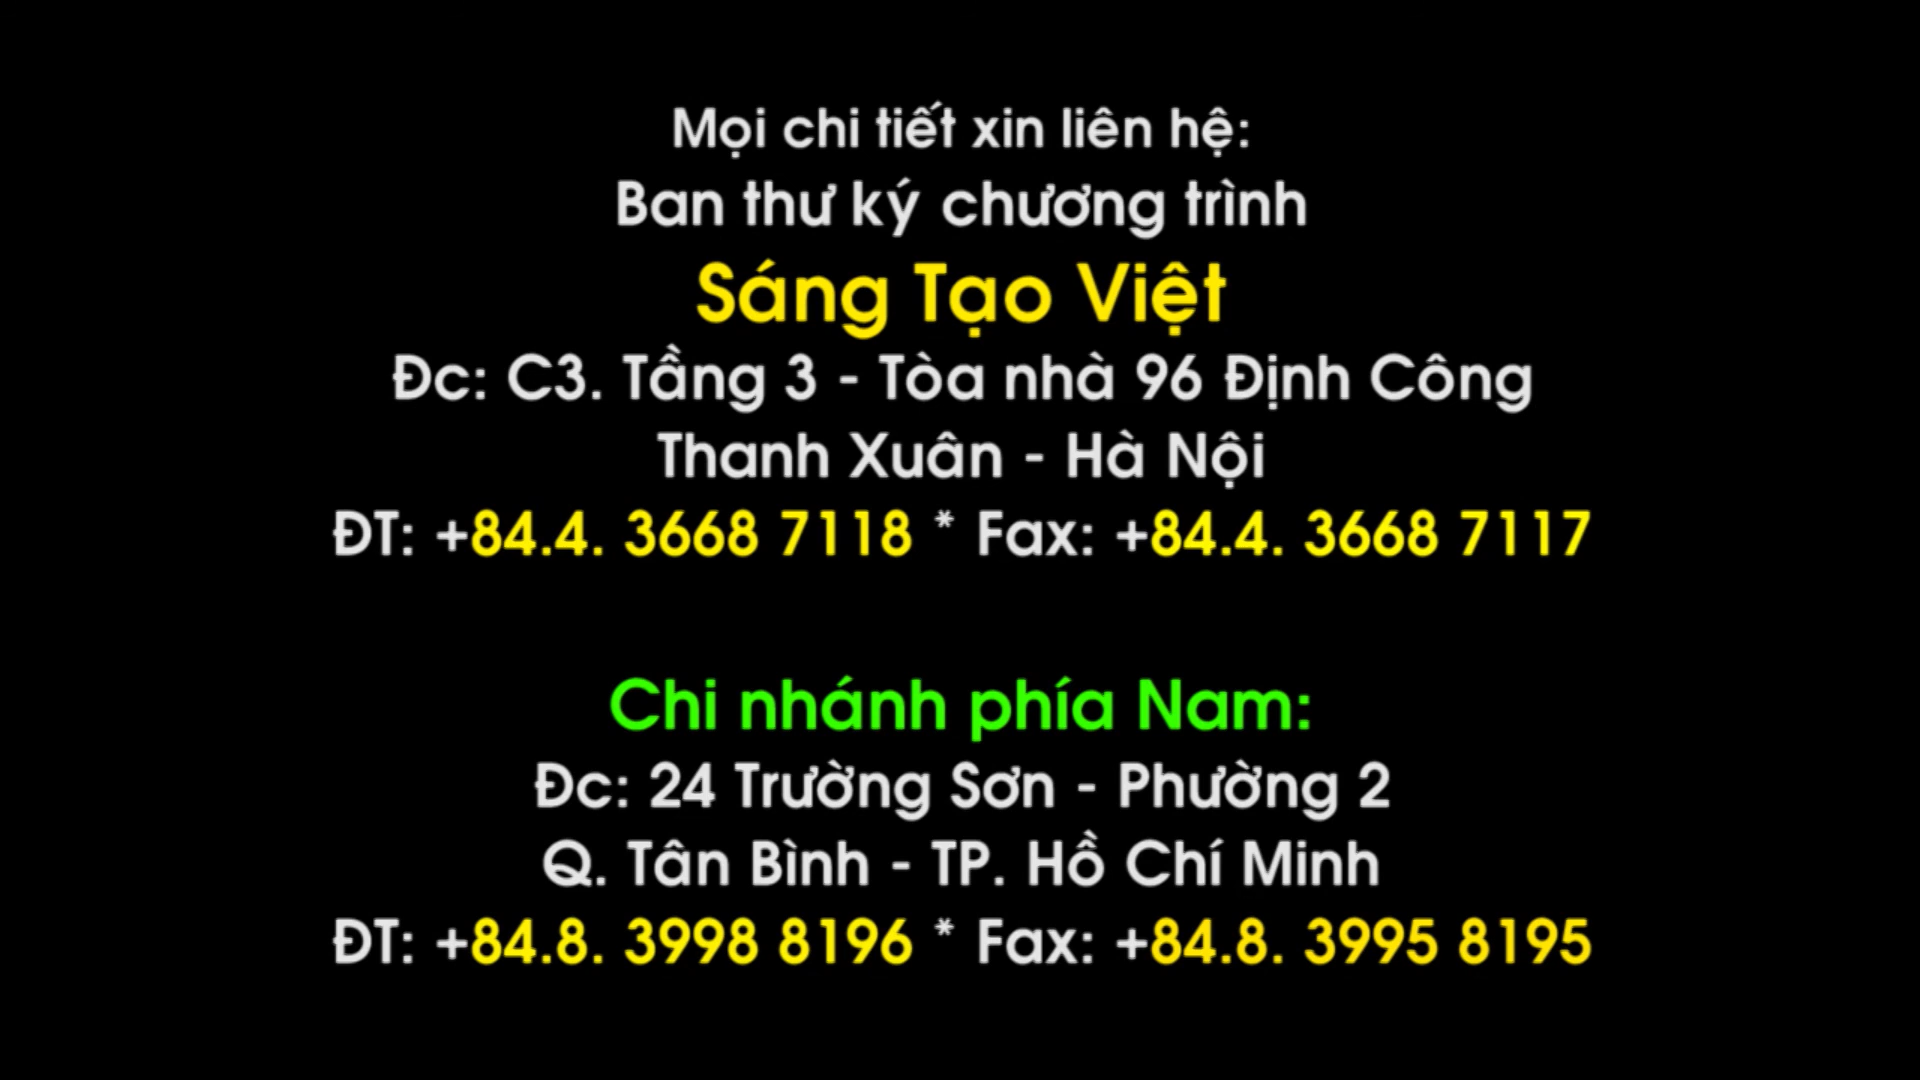 Mọi chi tiết xin liên hệ:
Ban thư ký chương trình
Sáng Tạo Việt
Đc: C3. Tầng 3 - Tòa nhà 96 Định Công
Thanh Xuân - Hà Nội
ĐT: +84.4. 3668 7118 * Fax: +84.4. 3668 7117
Chi nhánh phía Nam:
Đc: 24 Trường Sơn - Phường 2
Q. Tân Bình - TP. Hồ Chí Minh
ĐT: +84.8. 3998 8196 * Fax: +84.8. 3995 8195